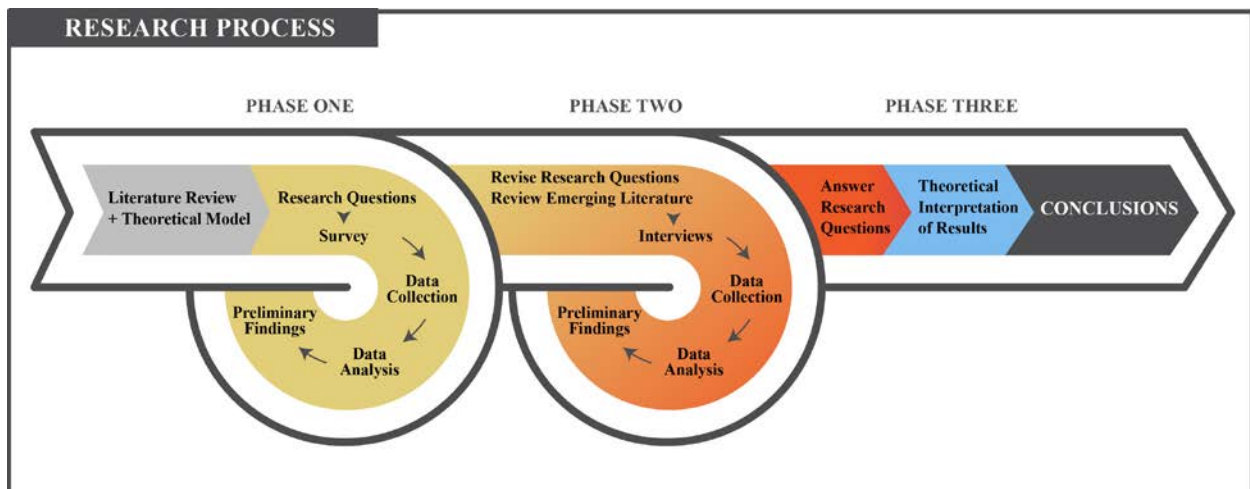 RESEARCH PROCESS
PHASE ONE
PHASE TWO
PHASE THREE
Literature Review
+ Theoretical Model
Research Questions
Survey
Data
Collection
Data
Analysis
Preliminary
Findings
Revise Research Questions
Review Emerging Literature
Interviews
Data
Collection
Data
Analysis
Preliminary
Findings
Answer
Research
Questions
Theoretical
Interpretation
of Results
CONCLUSIONS